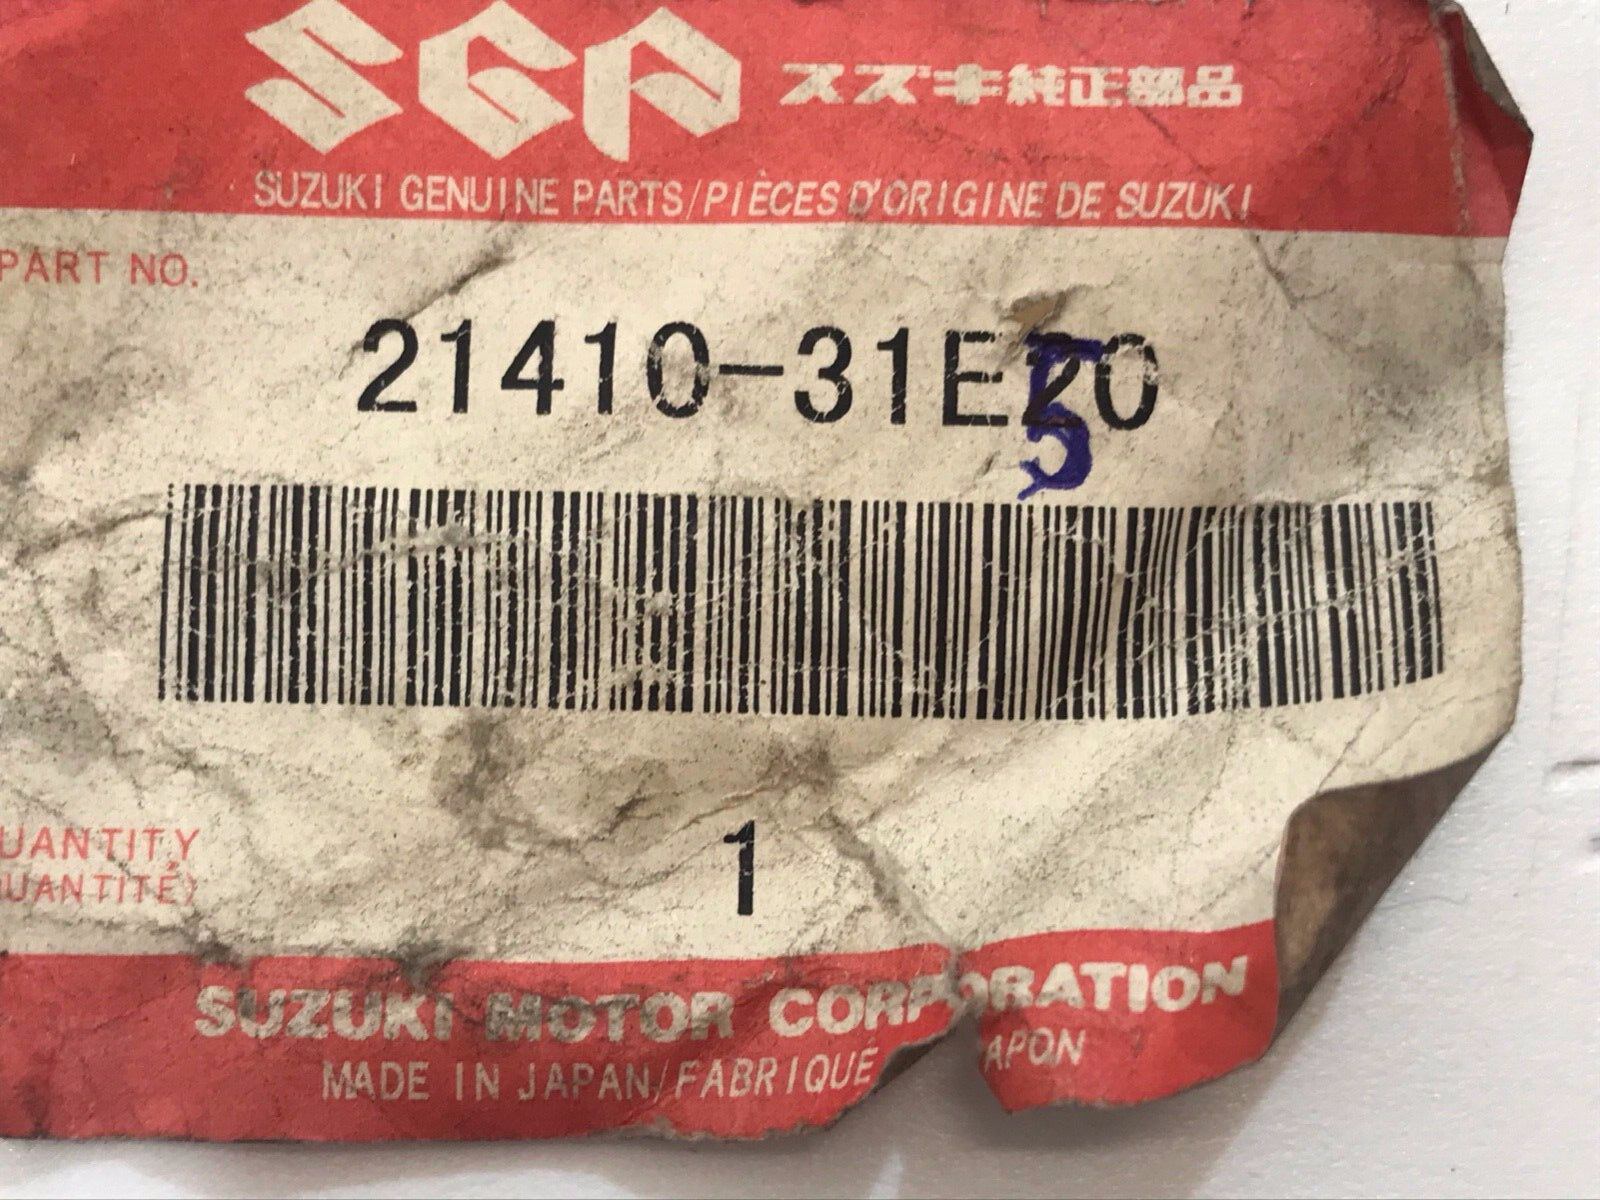 SGP スズキ純正部品
SUZUKI GENUINE PARTS/PIÈCES D'ORIGINE DE SUZUKI
PART NO.
21410-31E20
5
1
UANTITY
UANTITÉ)
SUZUKI MOTOR CORPORATION
MADE IN JAPAN/FABRIQUÉ APON